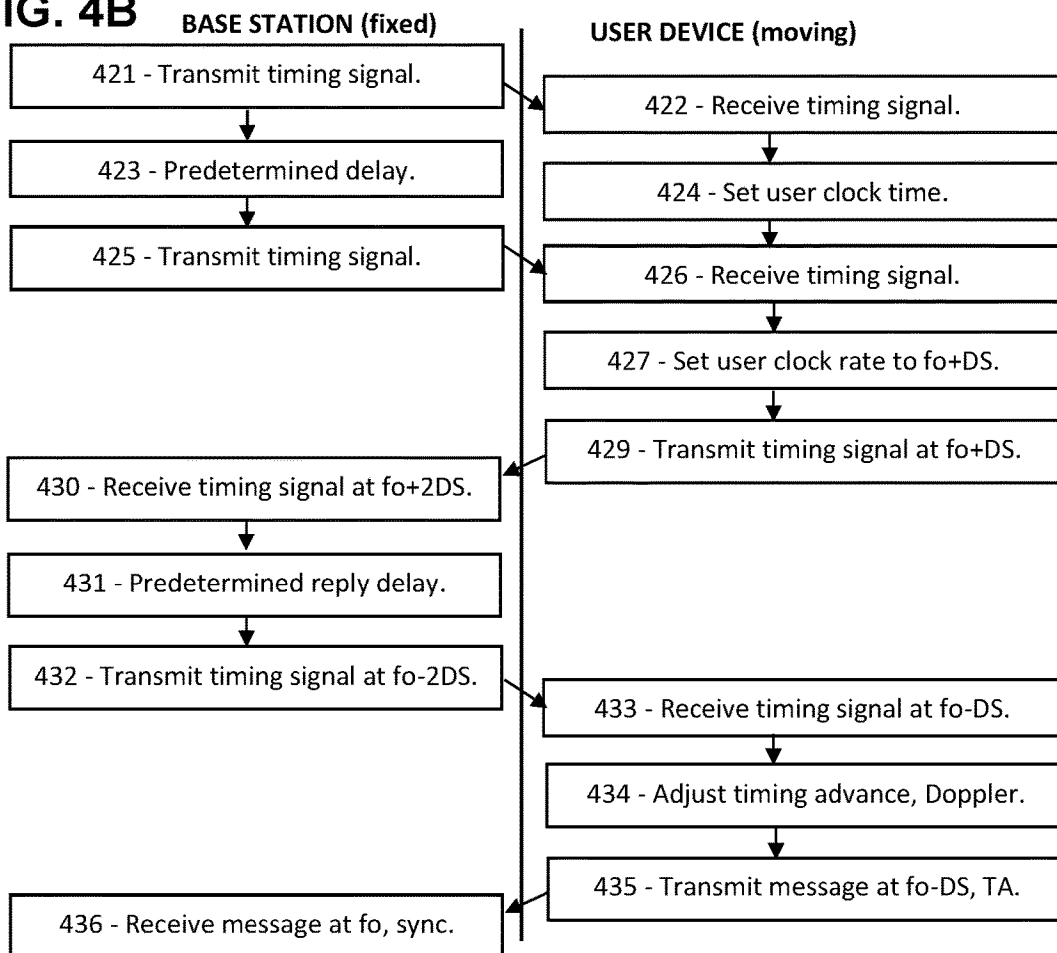 IG. 4B
BASE STATION (fixed)
USER DEVICE (moving)
421 - Transmit timing signal.
422 - Receive timing signal.
423 - Predetermined delay.
424 - Set user clock time.
425 - Transmit timing signal.
426 - Receive timing signal.
427 - Set user clock rate to fo+DS.
429 - Transmit timing signal at fo+DS.
430 - Receive timing signal at fo+2DS.
431 - Predetermined reply delay.
432 - Transmit timing signal at fo-2DS.
433 - Receive timing signal at fo-DS.
434 - Adjust timing advance, Doppler.
435 - Transmit message at fo-DS, TA.
436 - Receive message at fo, sync.